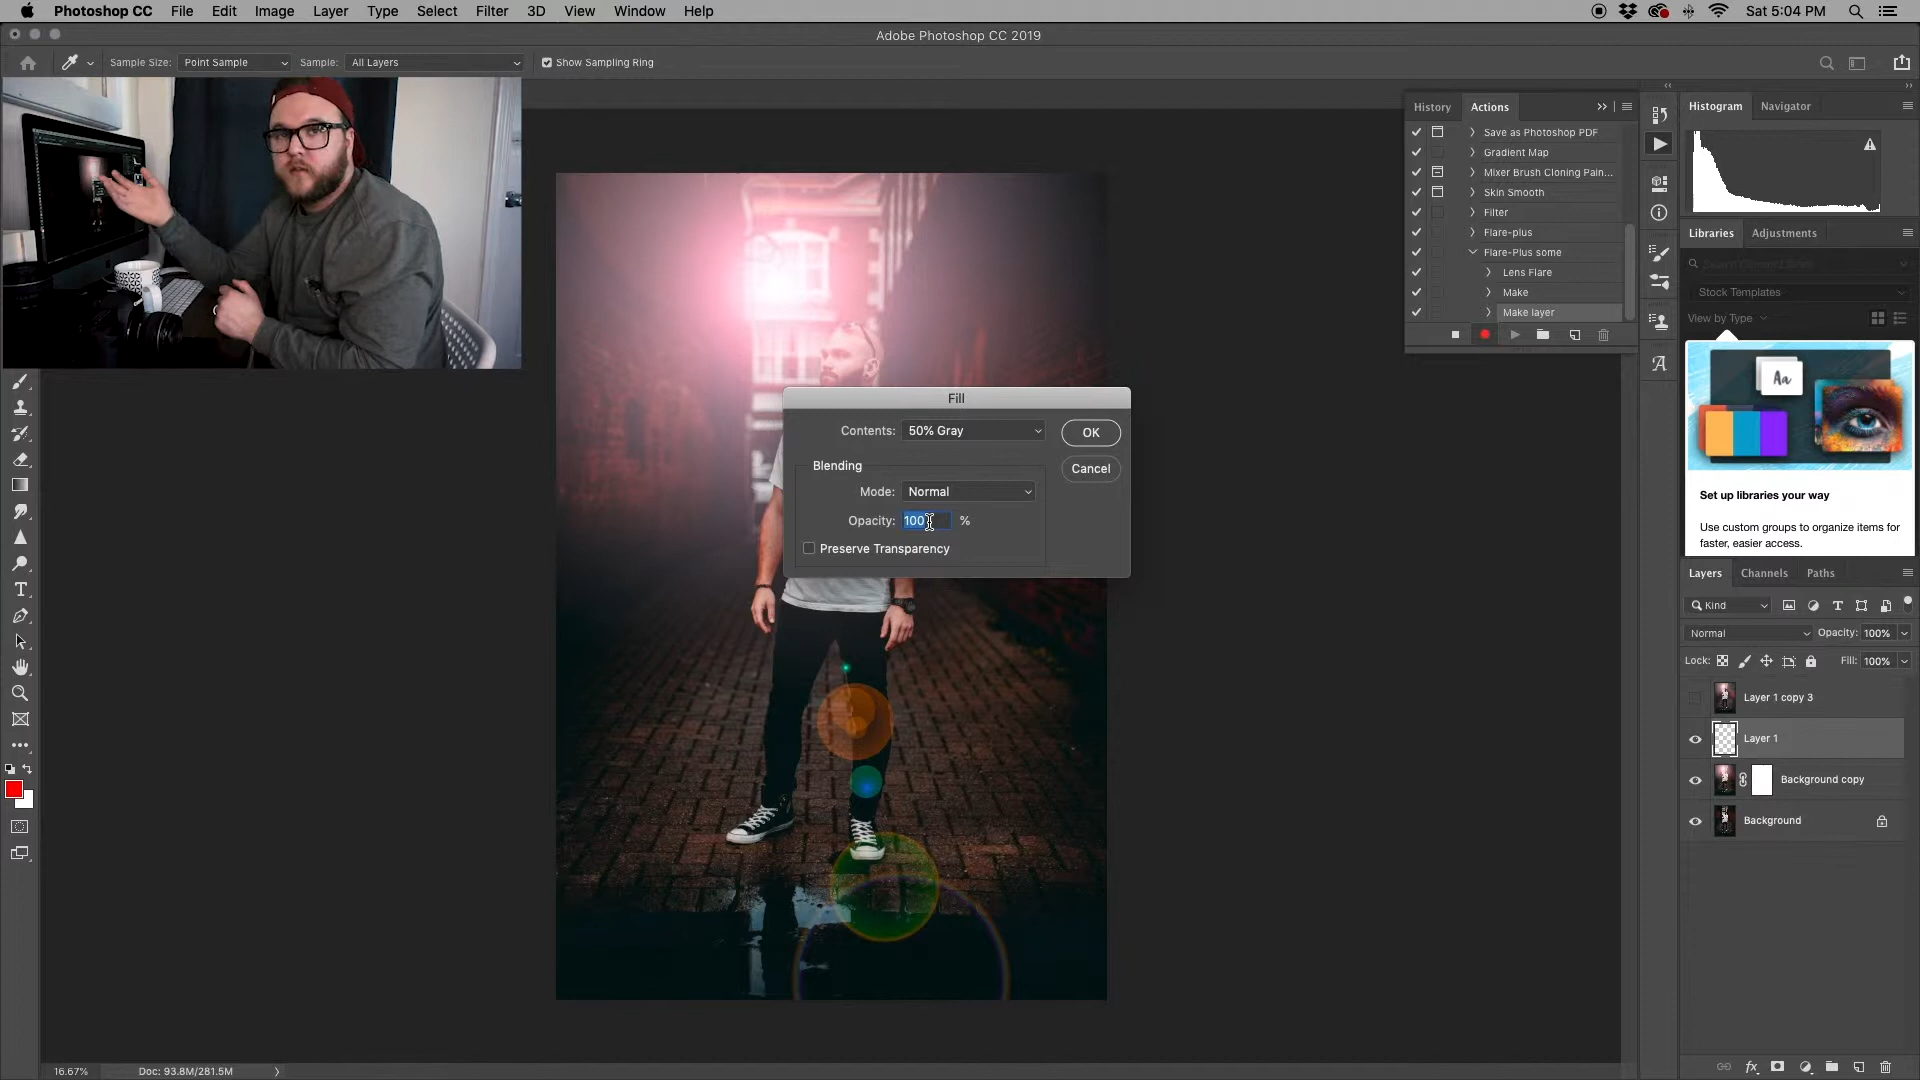 Photoshop CC File Edit Image Layer Type Select Filter 3D View Window Help Sat 5:04 PM
Adobe Photoshop CC 2019
Sample Size: Point Sample Sample: All Layers Show Sampling Ring
History Actions
Save as Photoshop PDF
Gradient Map
Mixer Brush Cloning Pain...
Skin Smooth
Filter
Flare-plus
Flare-Plus some
Lens Flare
Make
Make layer
Histogram Navigator
Libraries Adjustments
Stock Templates
View by Type
Aa
Set up libraries your way
Use custom groups to organize items for
faster, easier access.
Fill
Contents: 50% Gray OK
Blending Cancel
Mode: Normal
Opacity: 100 %
Preserve Transparency
Layers Channels Paths
Kind
Normal Opacity: 100%
Lock: Fill: 100%
Layer 1 copy 3
Layer 1
Background copy
Background
16.67% Doc: 93.8M/281.5M